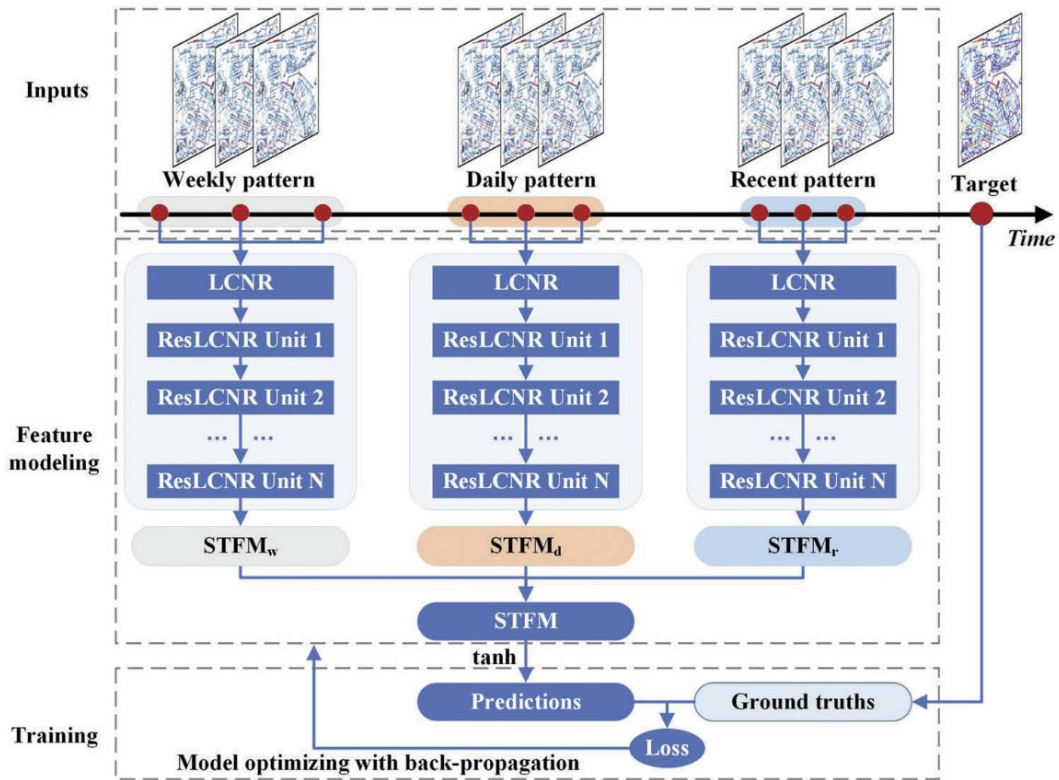 Inputs
Weekly pattern
Daily pattern
Recent pattern
Target
Time
Feature
modeling
LCNR
ResLCNR Unit 1
ResLCNR Unit 2
... ...
ResLCNR Unit N
STFMw
LCNR
ResLCNR Unit 1
ResLCNR Unit 2
... ...
ResLCNR Unit N
STFMd
LCNR
ResLCNR Unit 1
ResLCNR Unit 2
... ...
ResLCNR Unit N
STFMr
STFM
tanh
Training
Predictions
Ground truths
Loss
Model optimizing with back-propagation